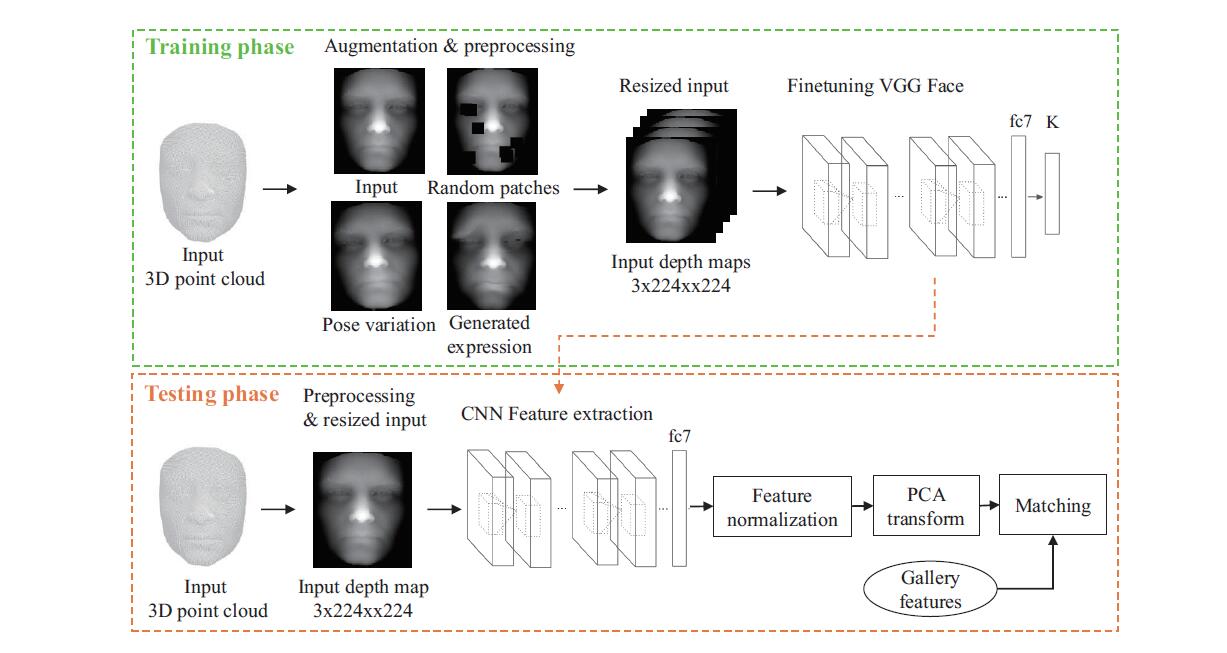 Training phase
Augmentation & preprocessing
Input
Random patches
Pose variation
Generated
expression
Input
3D point cloud
Resized input
Input depth maps
3x224xx224
Finetuning VGG Face
fc7
K
...
...
Testing phase
Preprocessing
& resized input
Input
3D point cloud
Input depth map
3x224xx224
CNN Feature extraction
fc7
...
...
Feature
normalization
PCA
transform
Matching
Gallery
features